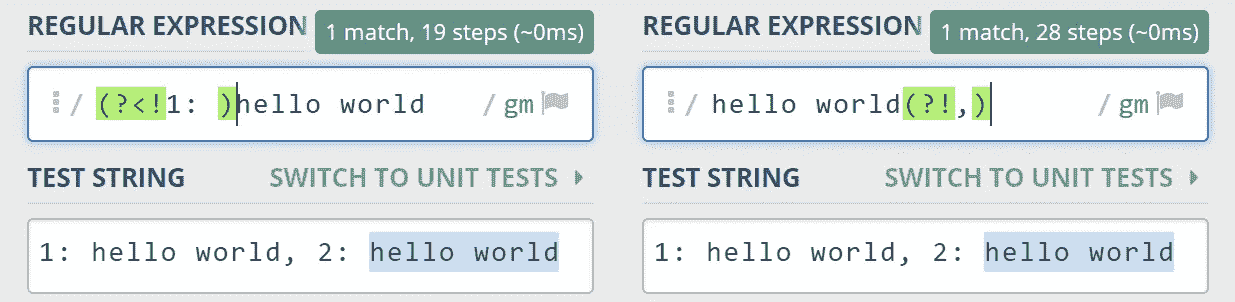 REGULAR EXPRESSION 1 match, 19 steps (~0ms)
/ (?<!1: )hello world / gm
TEST STRING SWITCH TO UNIT TESTS
1: hello world, 2: hello world
REGULAR EXPRESSION 1 match, 28 steps (~0ms)
/ hello world(?!,) / gm
TEST STRING SWITCH TO UNIT TESTS
1: hello world, 2: hello world